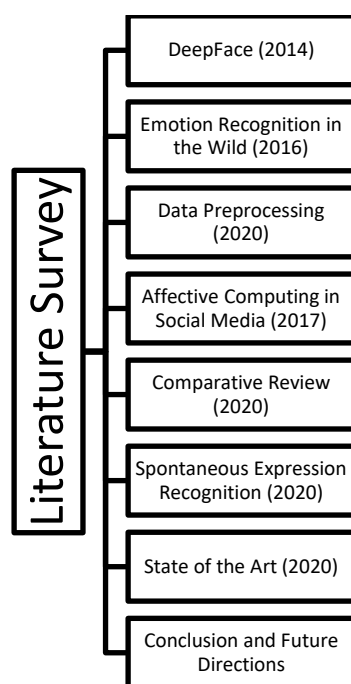 Literature Survey
DeepFace (2014)
Emotion Recognition in
the Wild (2016)
Data Preprocessing
(2020)
Affective Computing in
Social Media (2017)
Comparative Review
(2020)
Spontaneous Expression
Recognition (2020)
State of the Art (2020)
Conclusion and Future
Directions